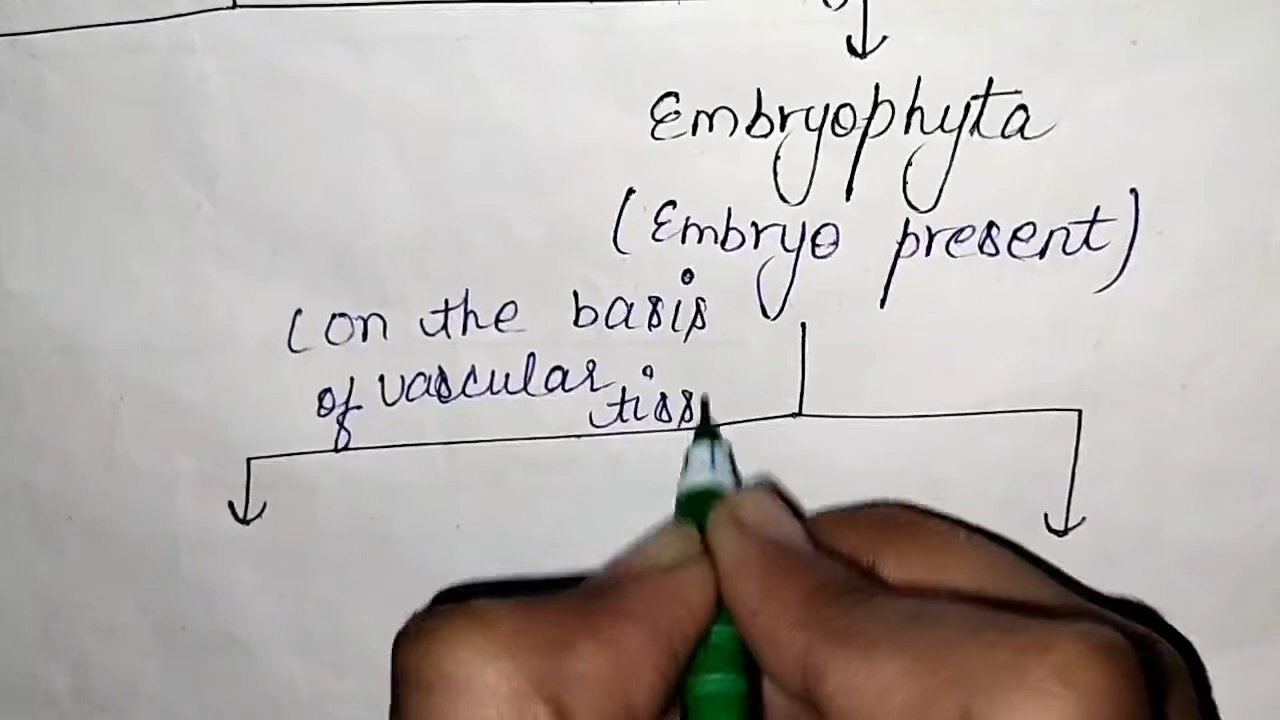 Embryophyta
(Embryo present)
(on the basis
of vascular
tiss